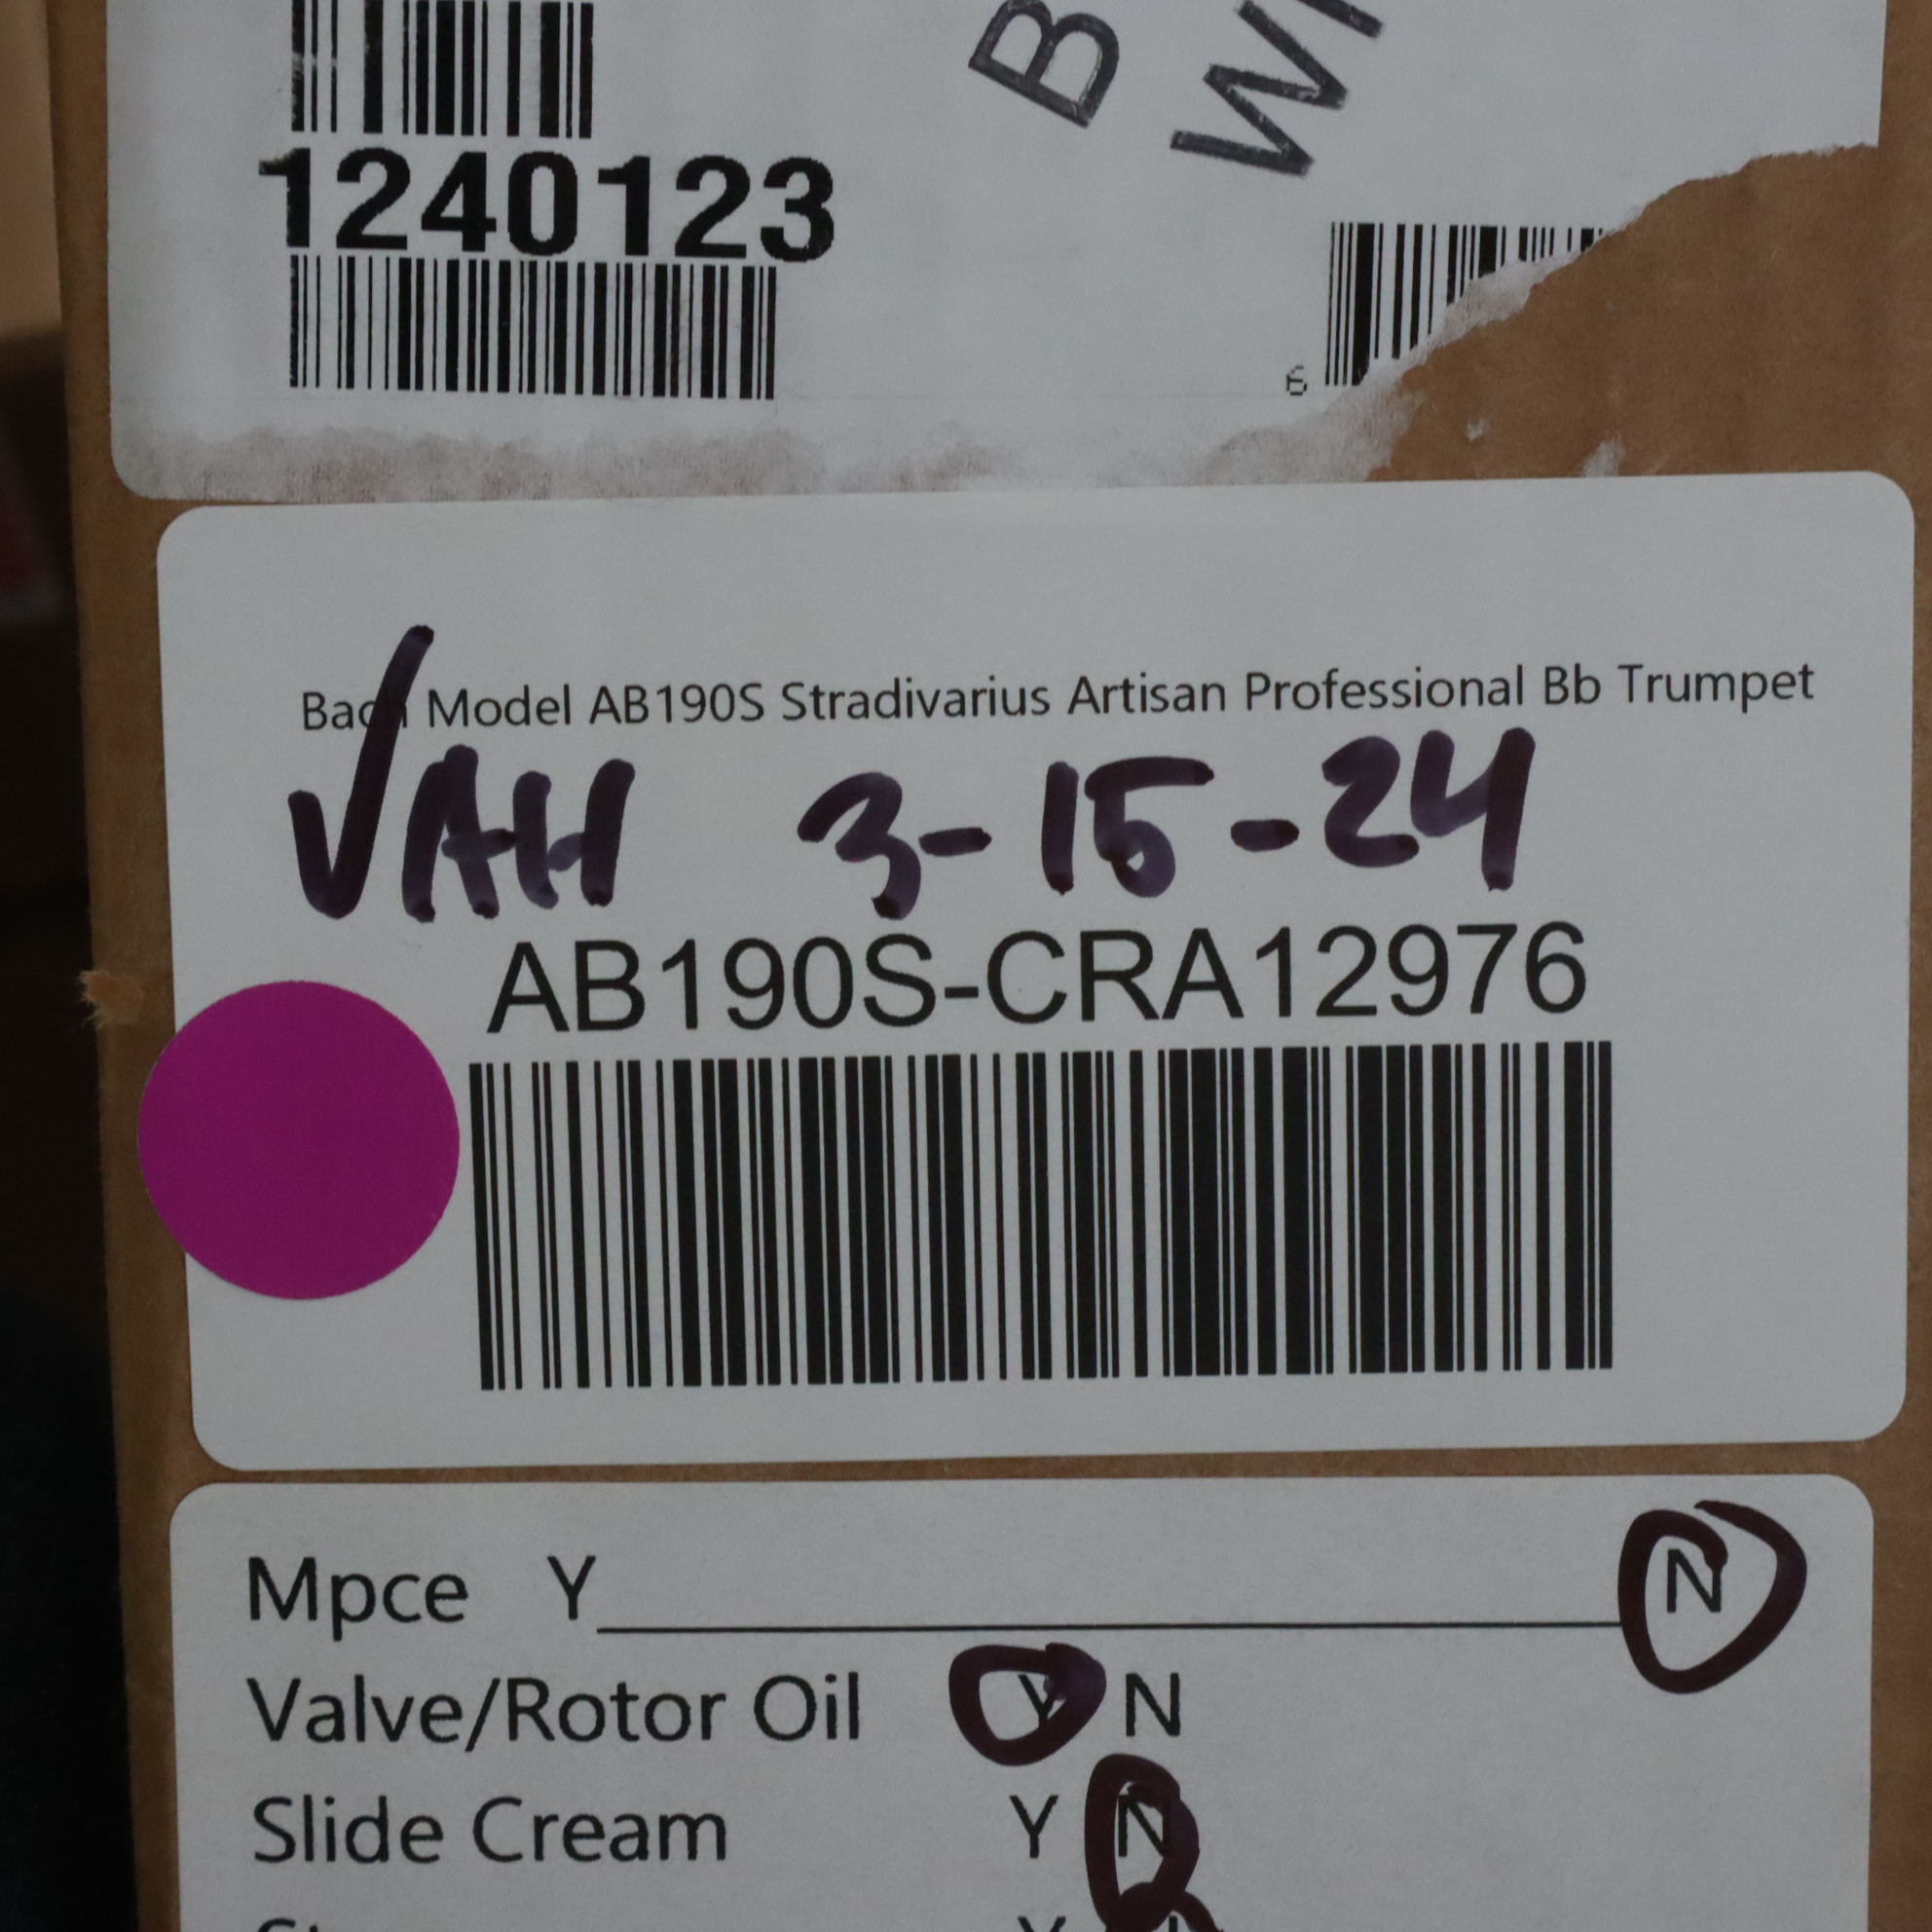 B
1240123
6
Bach Model AB190S Stradivarius Artisan Professional Bb Trumpet
√AH 3-15-24
AB190S-CRA12976
Mpce Y N
Valve/Rotor Oil Y N
Slide Cream Y N